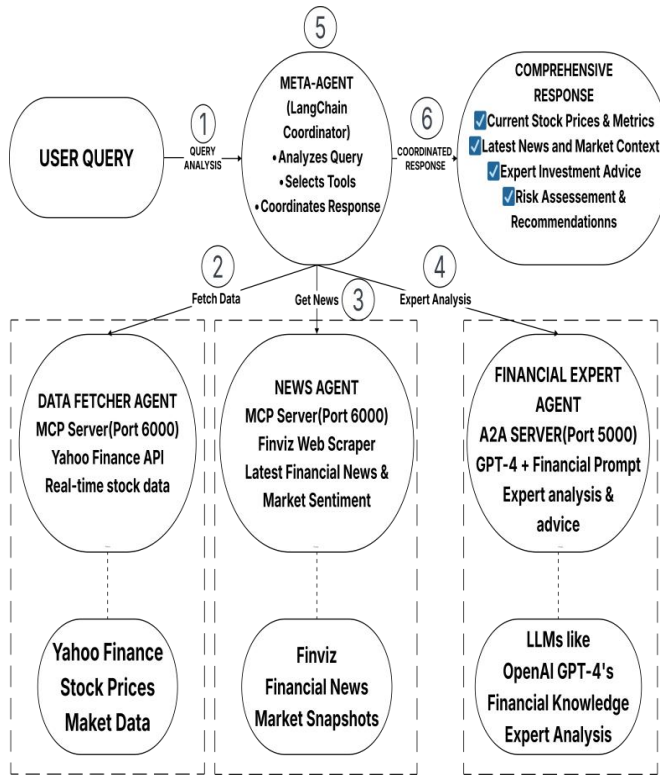 5
META-AGENT
(LangChain
Coordinator)
•Analyzes Query
•Selects Tools
•Coordinates Response
USER QUERY
1
QUERY
ANALYSIS
6
COORDINATED
RESPONSE
COMPREHENSIVE
RESPONSE
☑Current Stock Prices & Metrics
☑Latest News and Market Context
☑Expert Investment Advice
☑Risk Assessement &
Recommendationns
2
Fetch Data
Get News
3
4
Expert Analysis
DATA FETCHER AGENT
MCP Server(Port 6000)
Yahoo Finance API
Real-time stock data
NEWS AGENT
MCP Server(Port 6000)
Finviz Web Scraper
Latest Financial News &
Market Sentiment
FINANCIAL EXPERT
AGENT
A2A SERVER(Port 5000)
GPT-4 + Financial Prompt
Expert analysis &
advice
Yahoo Finance
Stock Prices
Maket Data
Finviz
Financial News
Market Snapshots
LLMs like
OpenAI GPT-4's
Financial Knowledge
Expert Analysis